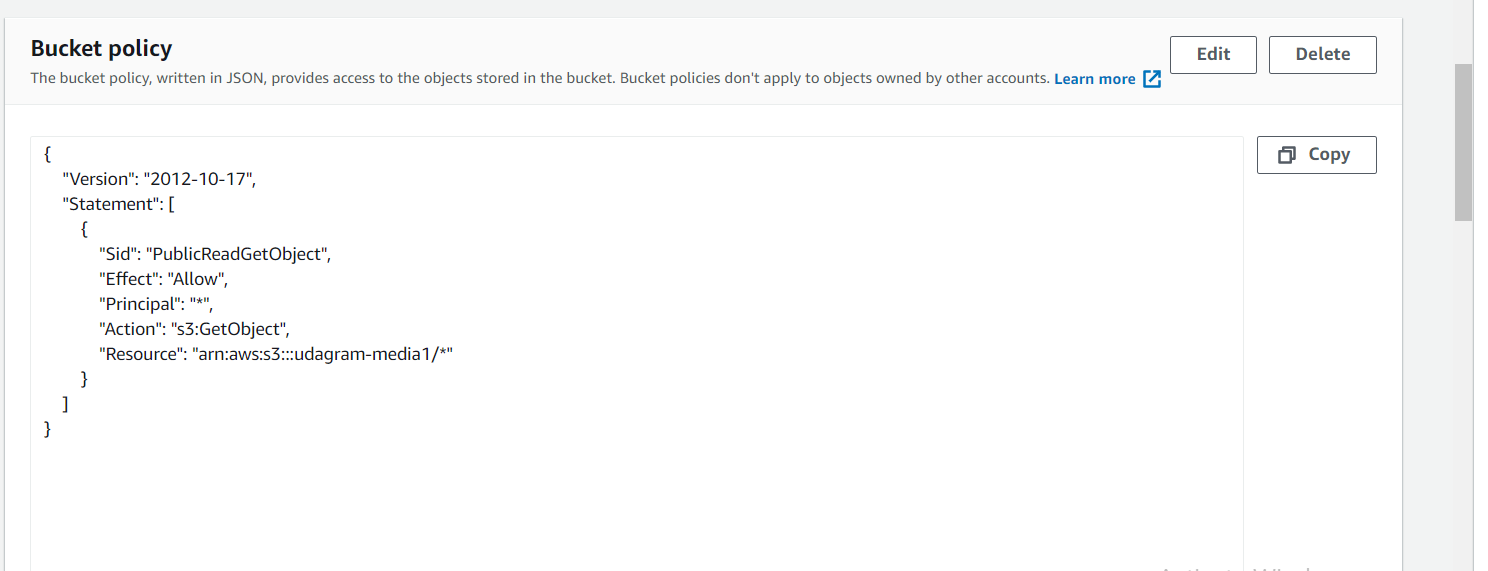 Bucket policy
The bucket policy, written in JSON, provides access to the objects stored in the bucket. Bucket policies don't apply to objects owned by other accounts. Learn more
Edit
Delete
Copy
{
"Version": "2012-10-17",
"Statement": [
{
"Sid": "PublicReadGetObject",
"Effect": "Allow",
"Principal": "*",
"Action": "s3:GetObject",
"Resource": "arn:aws:s3:::udagram-media1/*"
}
]
}